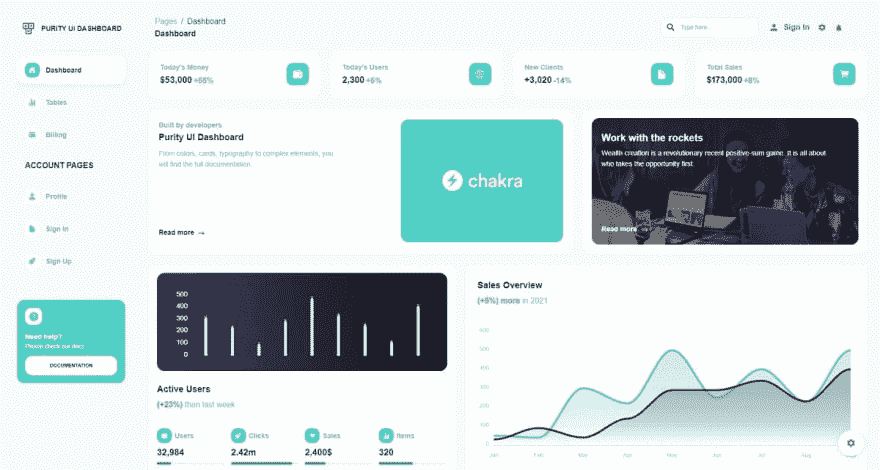 PURITY UI DASHBOARD
Dashboard
Tables
Billing
ACCOUNT PAGES
Profile
Sign In
Sign Up
Need help?
Please check our docs
DOCUMENTATION
Pages / Dashboard
Dashboard
Type here
Sign In
Today's Money
$53,000 +55%
Today's Users
2,300 +5%
New Clients
+3,020 -14%
Total Sales
$173,000 +8%
Built by developers
Purity UI Dashboard
From colors, cards, typography to complex elements, you
will find the full documentation.
Read more →
chakra
Work with the rockets
Wealth creation is a revolutionary recent positive-sum game. It is all about
who takes the opportunity first.
Read more →
500
400
300
200
100
0
Active Users
(+23%) than last week
Users
32,984
Clicks
2.42m
Sales
2,400$
Items
320
Sales Overview
(+5%) more in 2021
600
500
400
300
200
100
0
Jan Feb Mar Apr May Jun Jul Aug Sep